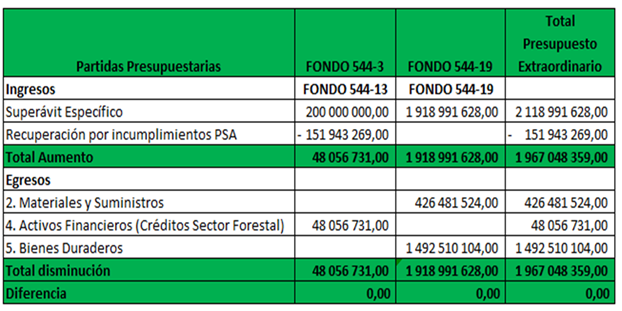 Total
Presupuesto
Partidas Presupuestarias FONDO 544-3 FONDO 544-19 Extraordinario
Ingresos FONDO 544-13 FONDO 544-19
Superávit Específico 200 000 000,00 1 918 991 628,00 2 118 991 628,00
Recuperación por incumplimientos PSA - 151 943 269,00 - 151 943 269,00
Total Aumento 48 056 731,00 1 918 991 628,00 1 967 048 359,00
Egresos
2. Materiales y Suministros 426 481 524,00 426 481 524,00
4. Activos Financieros (Créditos Sector Forestal) 48 056 731,00 48 056 731,00
5. Bienes Duraderos 1 492 510 104,00 1 492 510 104,00
Total disminución 48 056 731,00 1 918 991 628,00 1 967 048 359,00
Diferencia 0,00 0,00 0,00